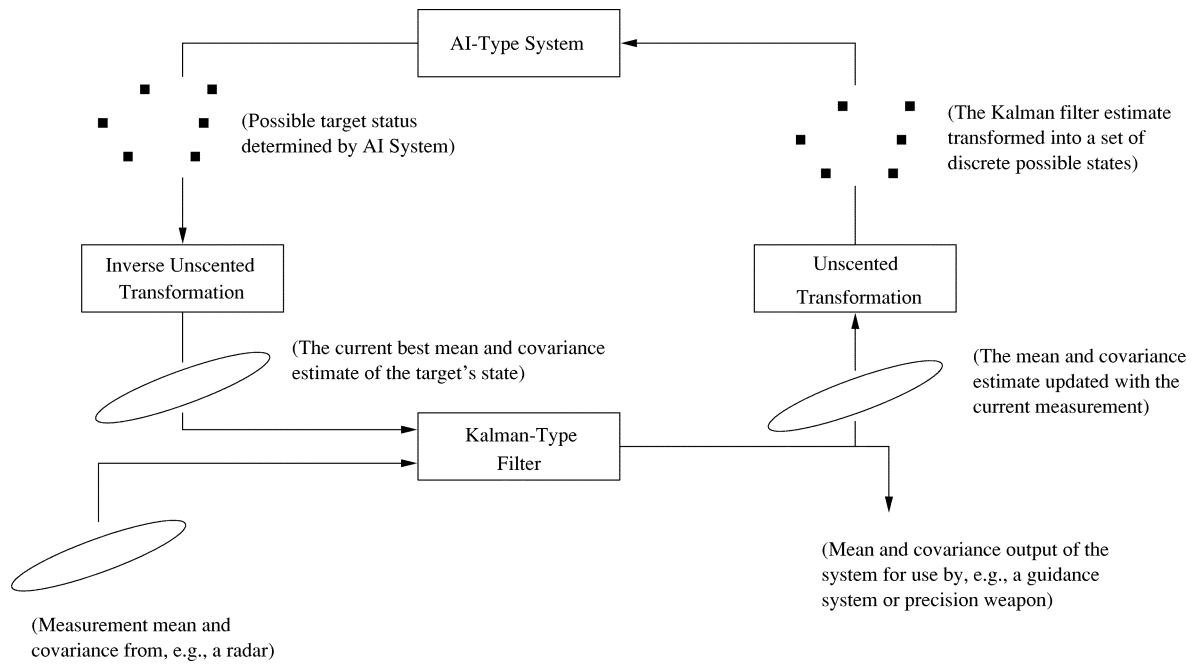 AI-Type System
(Possible target status
determined by AI System)
(The Kalman filter estimate
transformed into a set of
discrete possible states)
Inverse Unscented
Transformation
Unscented
Transformation
(The current best mean and covariance
estimate of the target's state)
(The mean and covariance
estimate updated with the
current measurement)
Kalman-Type
Filter
(Mean and covariance output of the
system for use by, e.g., a guidance
system or precision weapon)
(Measurement mean and
covariance from, e.g., a radar)